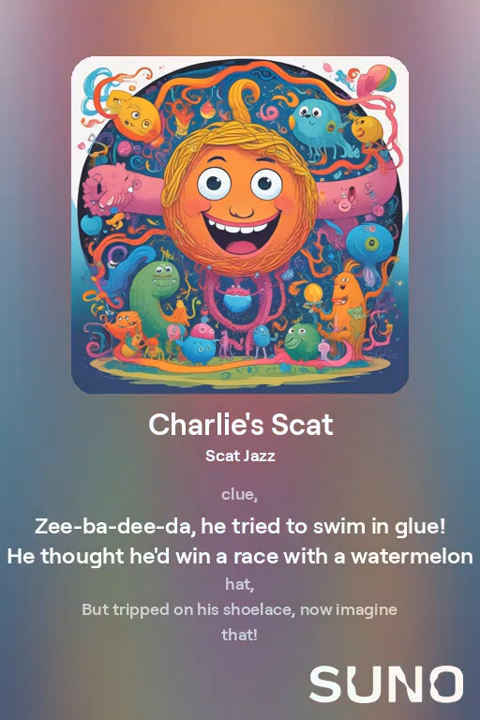 Charlie's Scat
Scat Jazz
clue,
Zee-ba-dee-da, he tried to swim in glue!
He thought he'd win a race with a watermelon
hat,
But tripped on his shoelace, now imagine
that!
SUNO